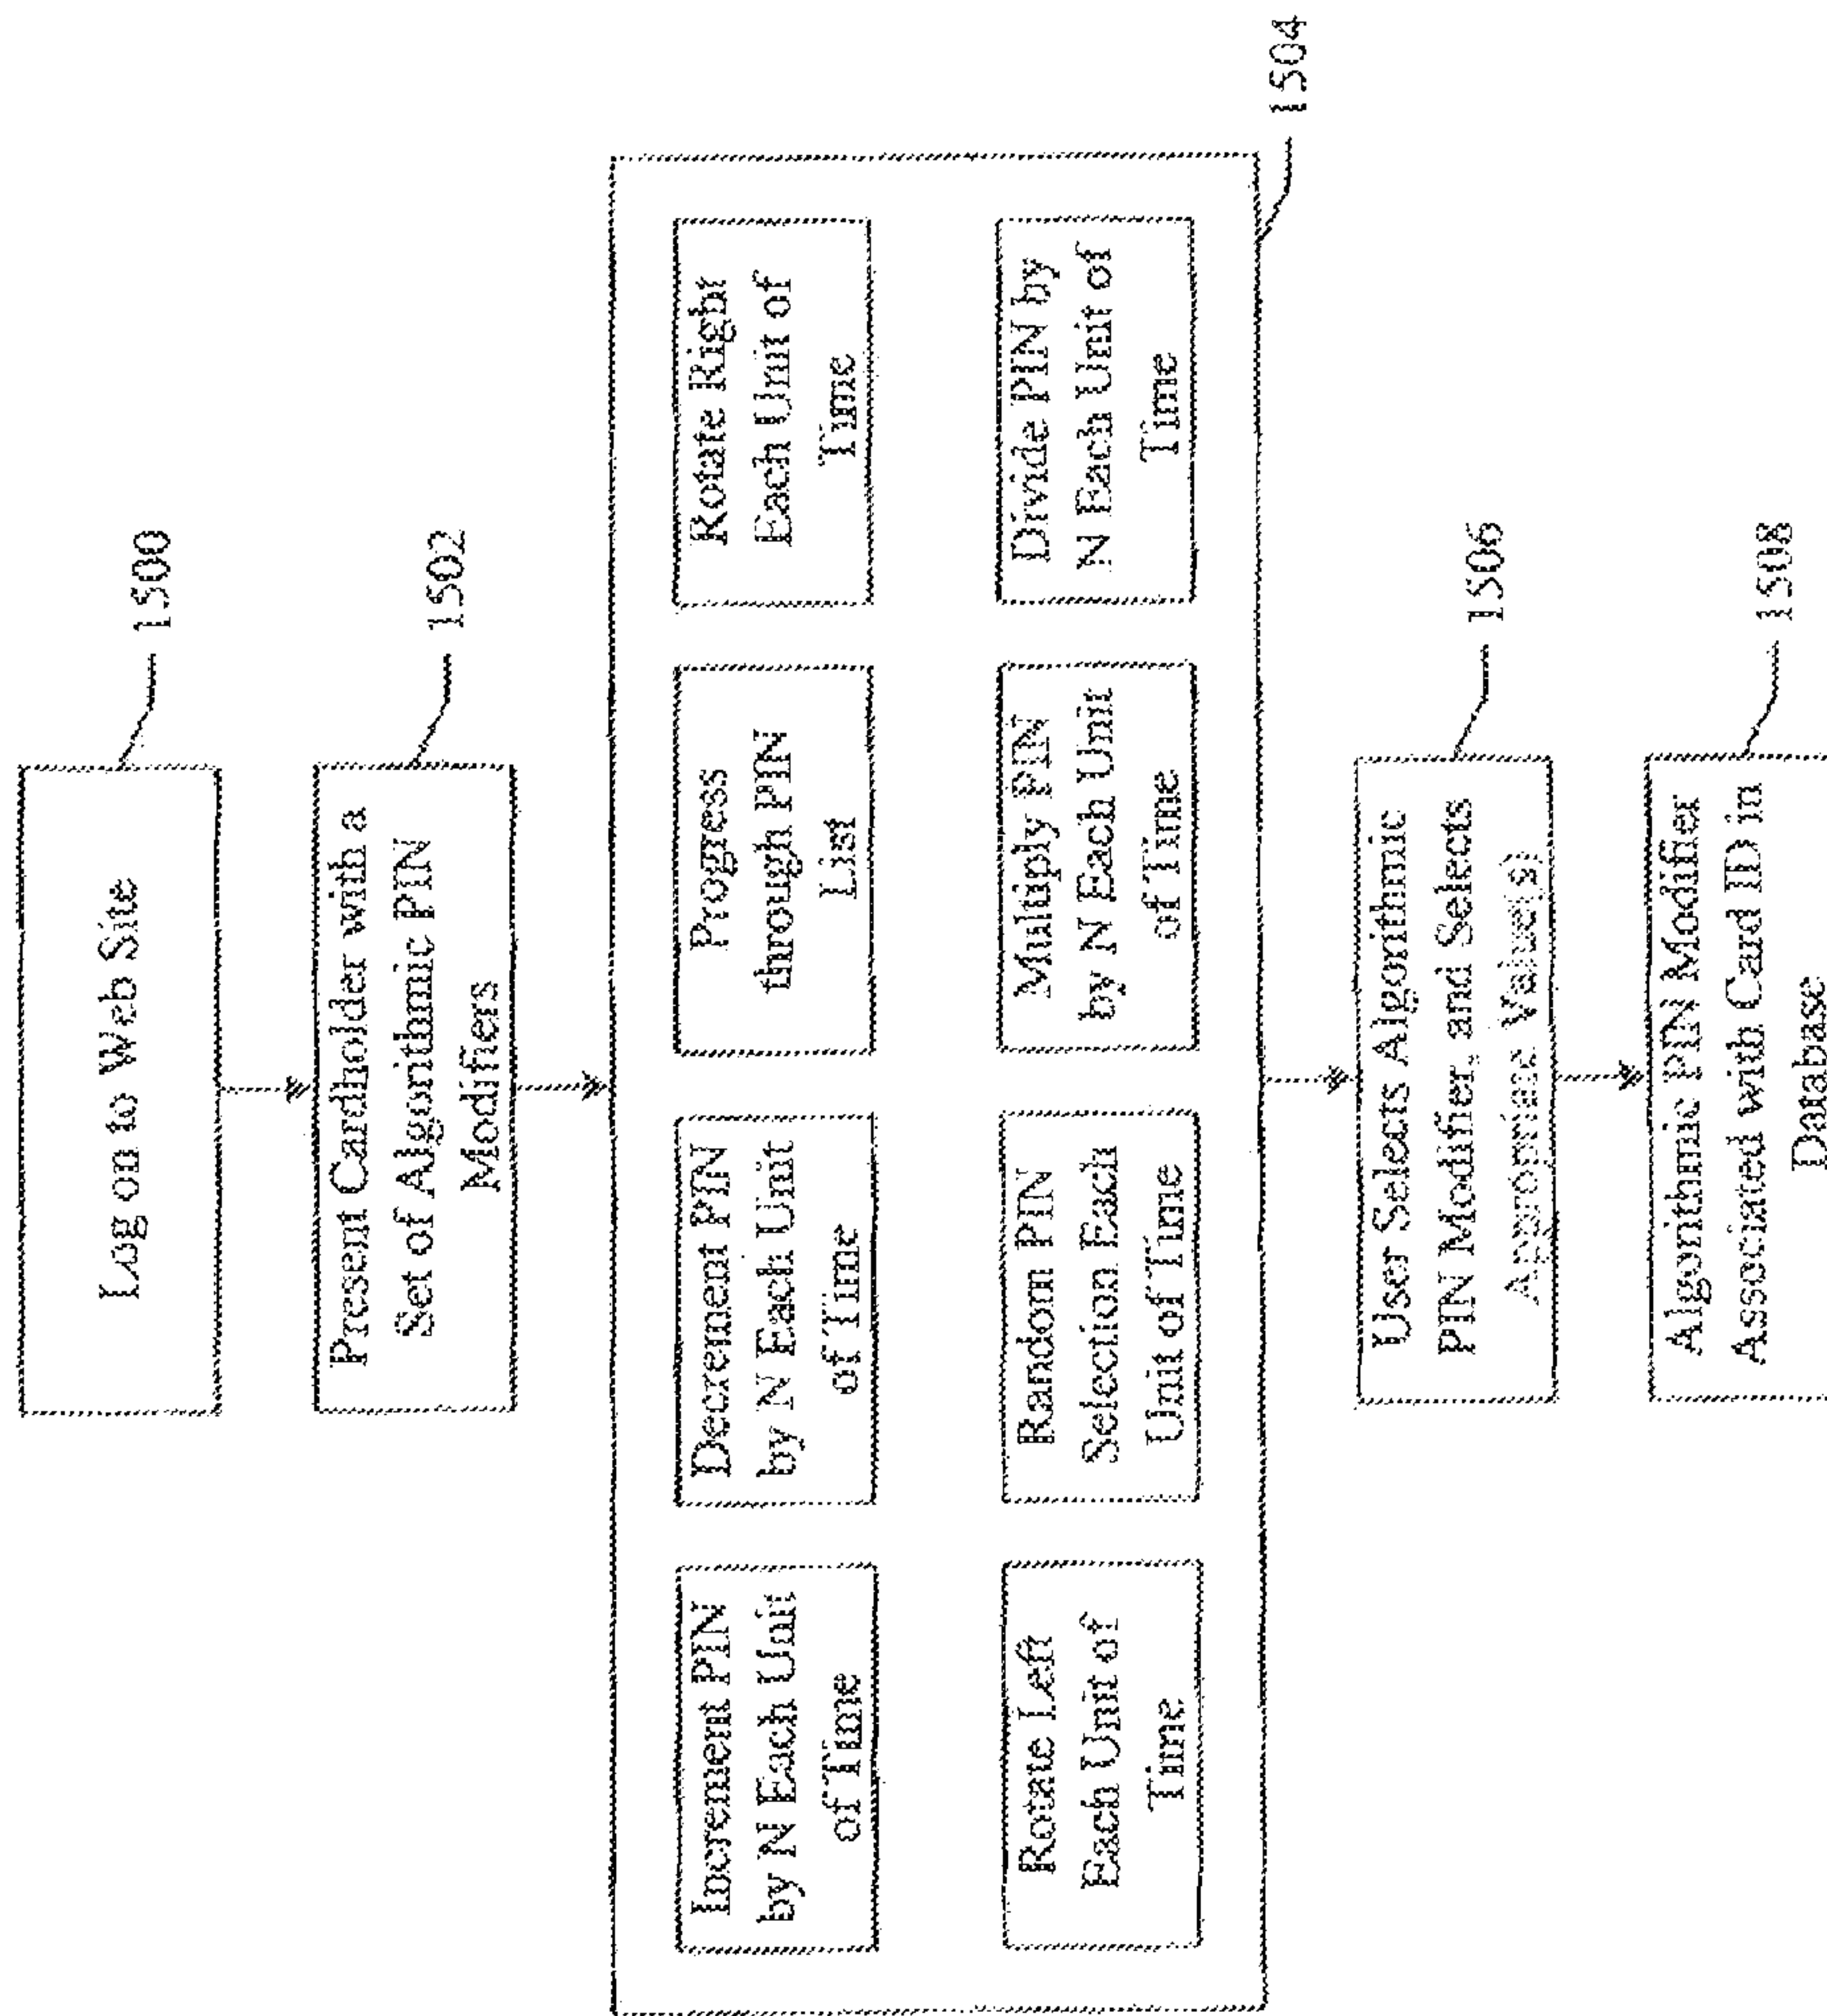 Log on to Web Site
1500
Present Cardholder with a
Set of Algorithmic PIN
Modifiers
1502
Increment PIN
by N Each Unit
of Time
Decrement PIN
by N Each Unit
of Time
Progress
through PIN
List
Rotate Right
Each Unit of
Time
Rotate Left
Each Unit of
Time
Random PIN
Selection Each
Unit of Time
Multiply PIN
by N Each Unit
of Time
Divide PIN by
N Each Unit of
Time
1504
User Selects Algorithmic
PIN Modifier, and Selects
Appropriate Value(s)
1506
Algorithmic PIN Modifier
Associated with Card ID in
Database
1508